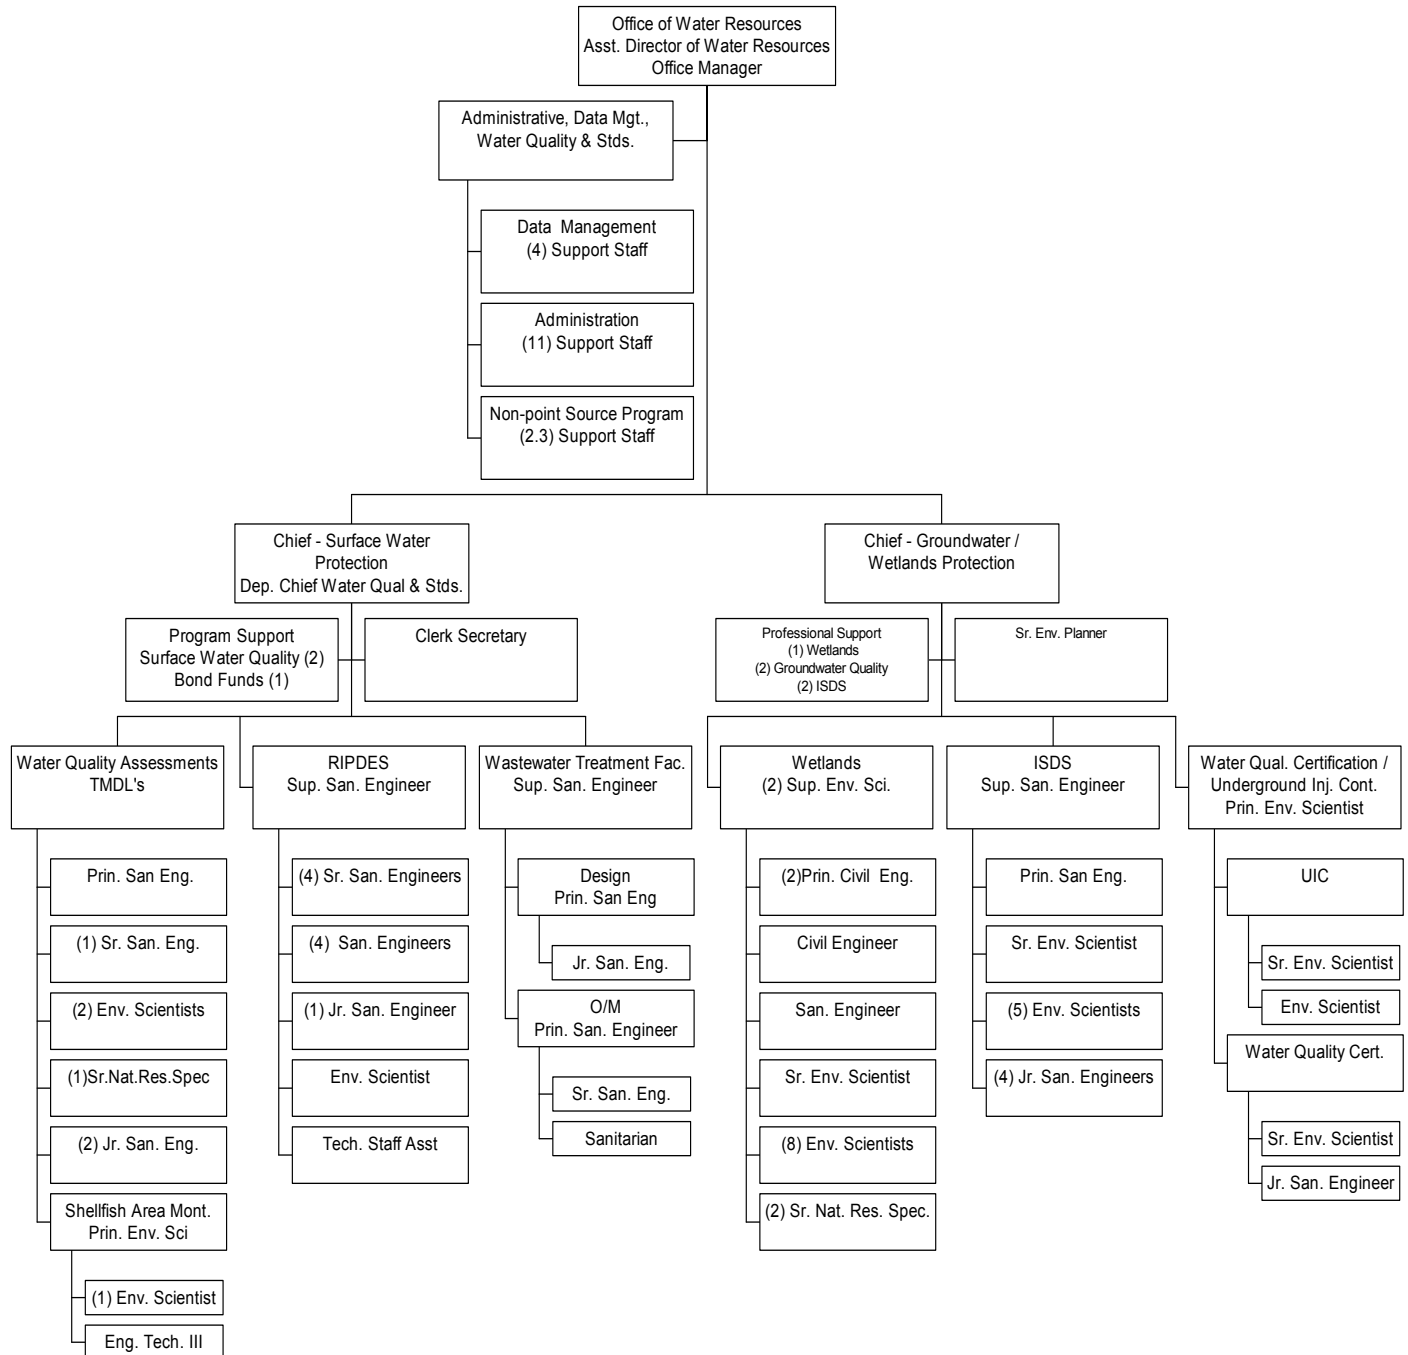 Office of Water Resources
Asst. Director of Water Resources
Office Manager
Administrative, Data Mgt.,
Water Quality & Stds.
Data Management
(4) Support Staff
Administration
(11) Support Staff
Non-point Source Program
(2.3) Support Staff
Chief - Surface Water
Protection
Dep. Chief Water Qual & Stds.
Chief - Groundwater /
Wetlands Protection
Program Support
Surface Water Quality (2)
Bond Funds (1)
Clerk Secretary
Professional Support
(1) Wetlands
(2) Groundwater Quality
(2) ISDS
Sr. Env. Planner
Water Quality Assessments
TMDL's
RIPDES
Sup. San. Engineer
Wastewater Treatment Fac.
Sup. San. Engineer
Wetlands
(2) Sup. Env. Sci.
ISDS
Sup. San. Engineer
Water Qual. Certification /
Underground Inj. Cont.
Prin. Env. Scientist
Prin. San Eng.
(1) Sr. San. Eng.
(2) Env. Scientists
(1)Sr.Nat.Res.Spec
(2) Jr. San. Eng.
Shellfish Area Mont.
Prin. Env. Sci
(1) Env. Scientist
Eng. Tech. III
(4) Sr. San. Engineers
(4) San. Engineers
(1) Jr. San. Engineer
Env. Scientist
Tech. Staff Asst
Design
Prin. San Eng
Jr. San. Eng.
O/M
Prin. San. Engineer
Sr. San. Eng.
Sanitarian
(2)Prin. Civil Eng.
Civil Engineer
San. Engineer
Sr. Env. Scientist
(8) Env. Scientists
(2) Sr. Nat. Res. Spec.
Prin. San Eng.
Sr. Env. Scientist
(5) Env. Scientists
(4) Jr. San. Engineers
UIC
Sr. Env. Scientist
Env. Scientist
Water Quality Cert.
Sr. Env. Scientist
Jr. San. Engineer